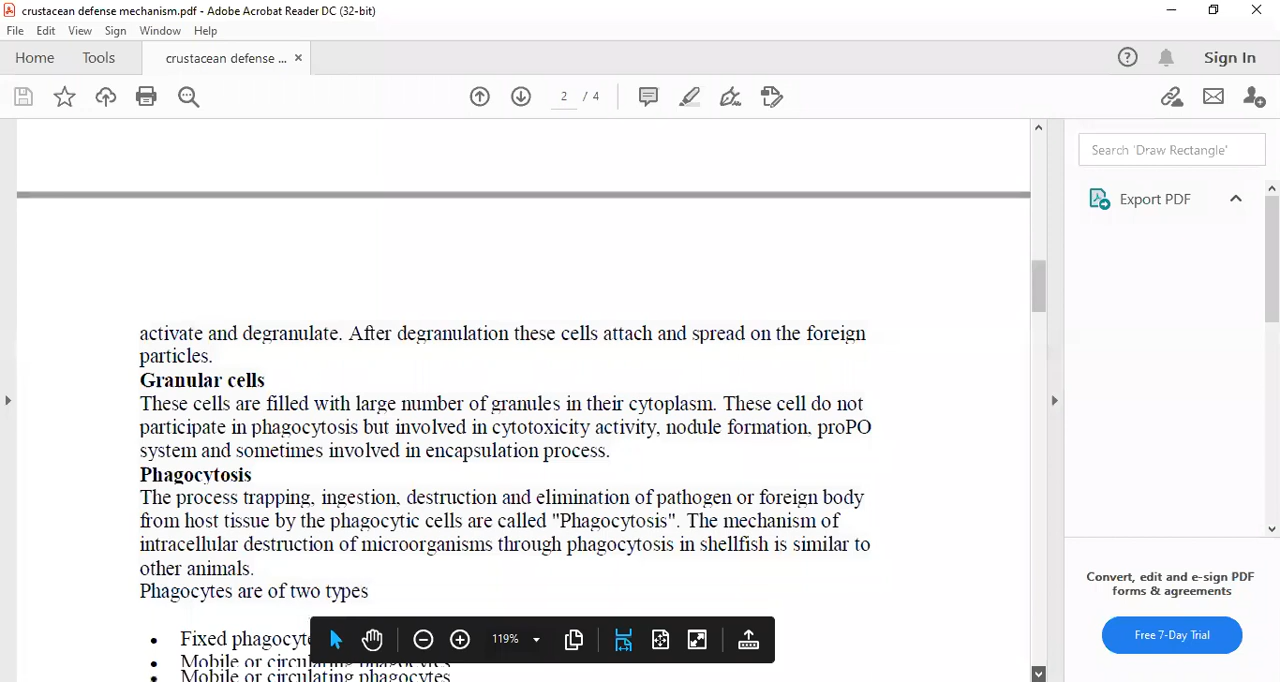 crustacean defense mechanism.pdf - Adobe Acrobat Reader DC (32-bit)
File Edit View Sign Window Help
Home Tools crustacean defense ... × Sign In
2 / 4
Search 'Draw Rectangle'
Export PDF
activate and degranulate. After degranulation these cells attach and spread on the foreign
particles.
Granular cells
These cells are filled with large number of granules in their cytoplasm. These cell do not
participate in phagocytosis but involved in cytotoxicity activity, nodule formation, proPO
system and sometimes involved in encapsulation process.
Phagocytosis
The process trapping, ingestion, destruction and elimination of pathogen or foreign body
from host tissue by the phagocytic cells are called "Phagocytosis". The mechanism of
intracellular destruction of microorganisms through phagocytosis in shellfish is similar to
other animals.
Phagocytes are of two types
• Fixed phagocyte
• Mobile or circulating phagocytes
• Mobile or circulating phagocytes
119%
Convert, edit and e-sign PDF
forms & agreements
Free 7-Day Trial